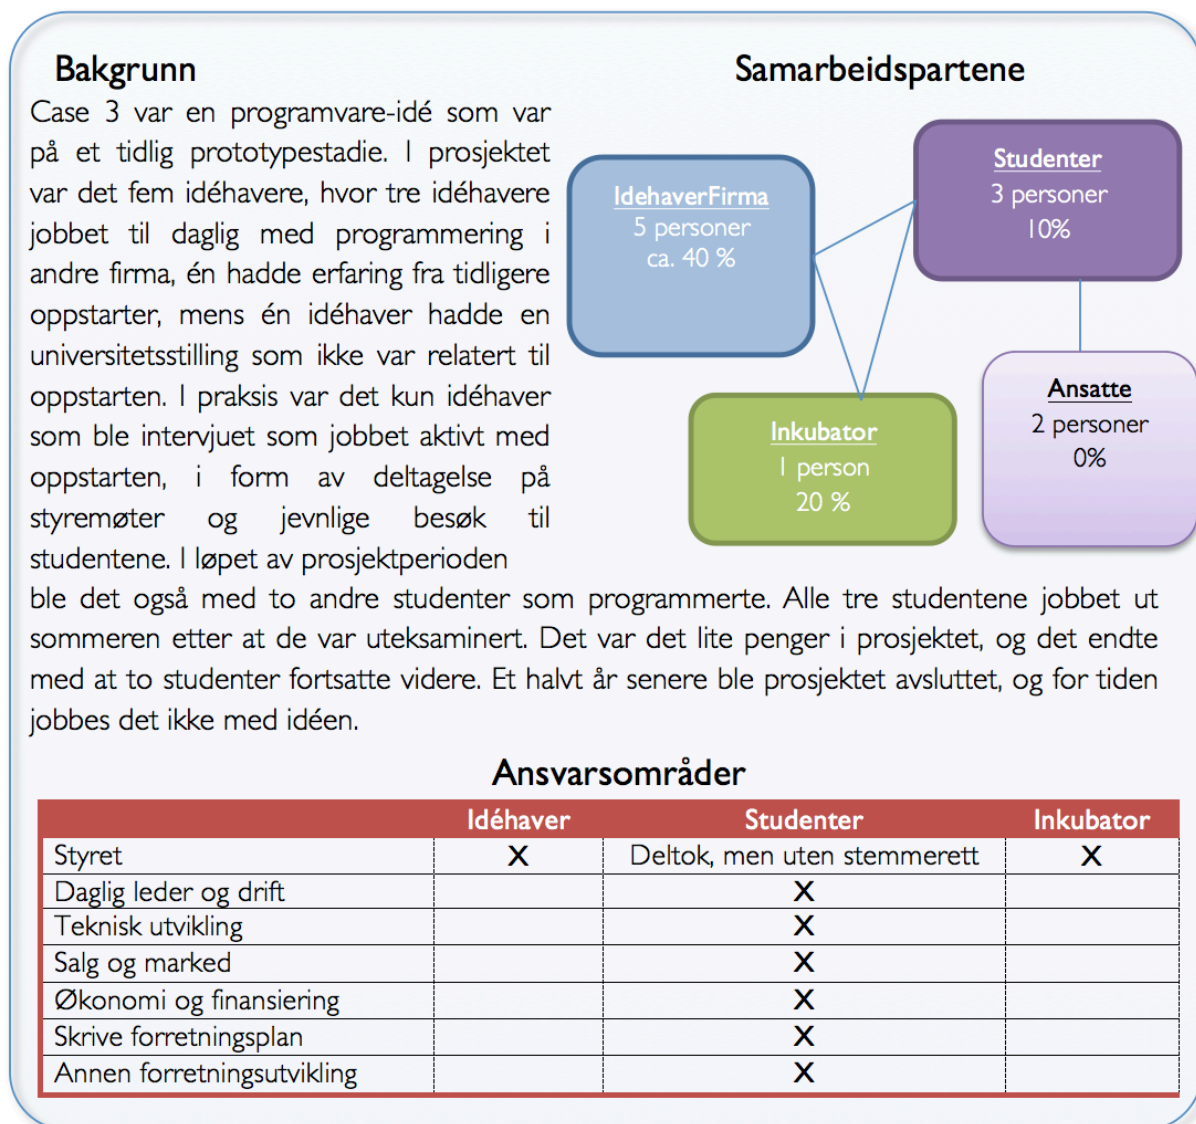 Bakgrunn
Case 3 var en programvare-idé som var
på et tidlig prototypestadie. I prosjektet
var det fem idéhavere, hvor tre idéhavere
jobbet til daglig med programmering i
andre firma, én hadde erfaring fra tidligere
oppstarter, mens én idéhaver hadde en
universitetsstilling som ikke var relatert til
oppstarten. I praksis var det kun idéhaver
som ble intervjuet som jobbet aktivt med
oppstarten, i form av deltagelse på
styremøter og jevnlige besøk til
studentene. I løpet av prosjektperioden
ble det også med to andre studenter som programmerte. Alle tre studentene jobbet ut
sommeren etter at de var uteksaminert. Det var det lite penger i prosjektet, og det endte
med at to studenter fortsatte videre. Et halvt år senere ble prosjektet avsluttet, og for tiden
jobbes det ikke med idéen.
Samarbeidspartene
IdehaverFirma
5 personer
ca. 40 %
Studenter
3 personer
10%
Inkubator
1 person
20 %
Ansatte
2 personer
0%
Ansvarsområder
Idéhaver Studenter Inkubator
Styret X Deltok, men uten stemmerett X
Daglig leder og drift X
Teknisk utvikling X
Salg og marked X
Økonomi og finansiering X
Skrive forretningsplan X
Annen forretningsutvikling X